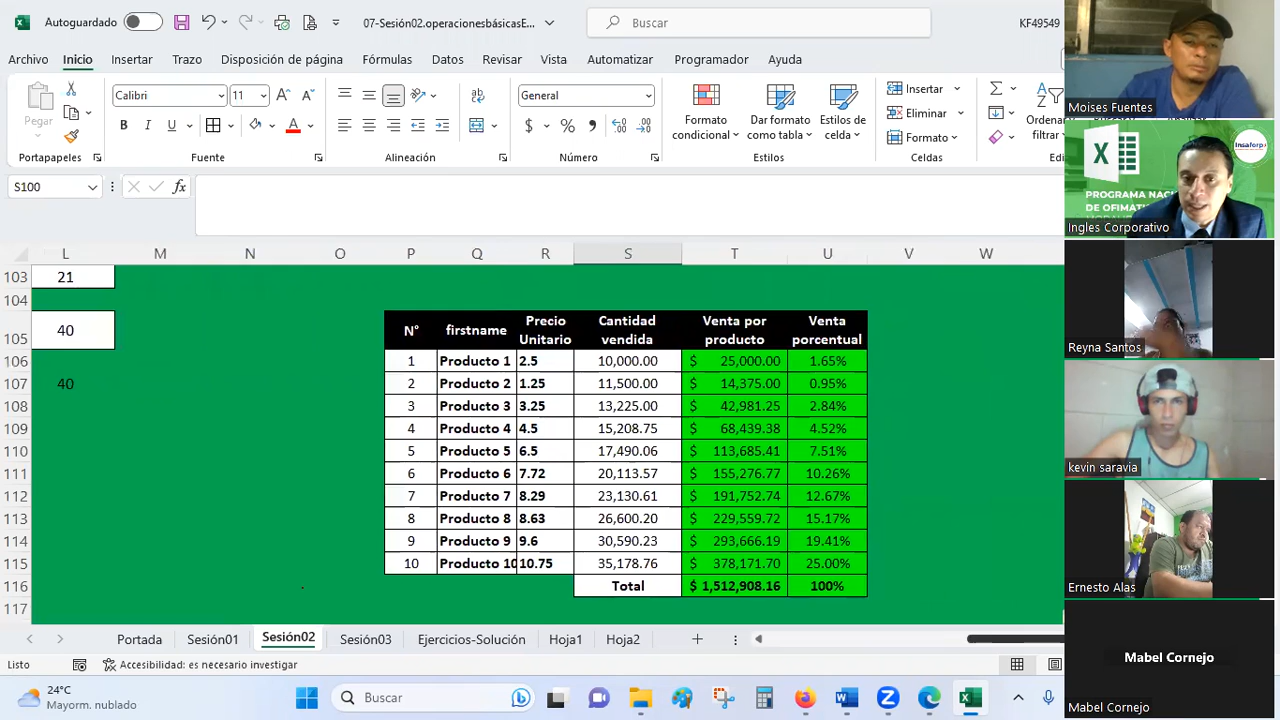 Autoguardado
07-Sesión02.operacionesbásicasE...
Buscar
KF49549
Archivo Inicio Insertar Trazo Disposición de página Fórmulas Datos Revisar Vista Automatizar Programador Ayuda
Pegar
Calibri 11
N K S
General
$ % 000
Formato condicional
Dar formato como tabla
Estilos de celda
Insertar
Eliminar
Formato
Ordenar
filtrar
Portapapeles Fuente Alineación Número Estilos Celdas
S100
L M N O P Q R S T U V W
103 21
104
105 40
106
107 40
108
109
110
111
112
113
114
115
116
117
N° firstname Precio Unitario Cantidad vendida Venta por producto Venta porcentual
1 Producto 1 2.5 10,000.00 $ 25,000.00 1.65%
2 Producto 2 1.25 11,500.00 $ 14,375.00 0.95%
3 Producto 3 3.25 13,225.00 $ 42,981.25 2.84%
4 Producto 4 4.5 15,208.75 $ 68,439.38 4.52%
5 Producto 5 6.5 17,490.06 $ 113,685.41 7.51%
6 Producto 6 7.72 20,113.57 $ 155,276.77 10.26%
7 Producto 7 8.29 23,130.61 $ 191,752.74 12.67%
8 Producto 8 8.63 26,600.20 $ 229,559.72 15.17%
9 Producto 9 9.6 30,590.23 $ 293,666.19 19.41%
10 Producto 10 10.75 35,178.76 $ 378,171.70 25.00%
Total $ 1,512,908.16 100%
Portada Sesión01 Sesión02 Sesión03 Ejercicios-Solución Hoja1 Hoja2
Listo
Accesibilidad: es necesario investigar
24°C
Mayorm. nublado
Buscar
Moises Fuentes
Insaforp
PROGRAMA NAC
DE OFIMATI
Ingles Corporativo
Reyna Santos
kevin saravia
Ernesto Alas
Mabel Cornejo
Mabel Cornejo